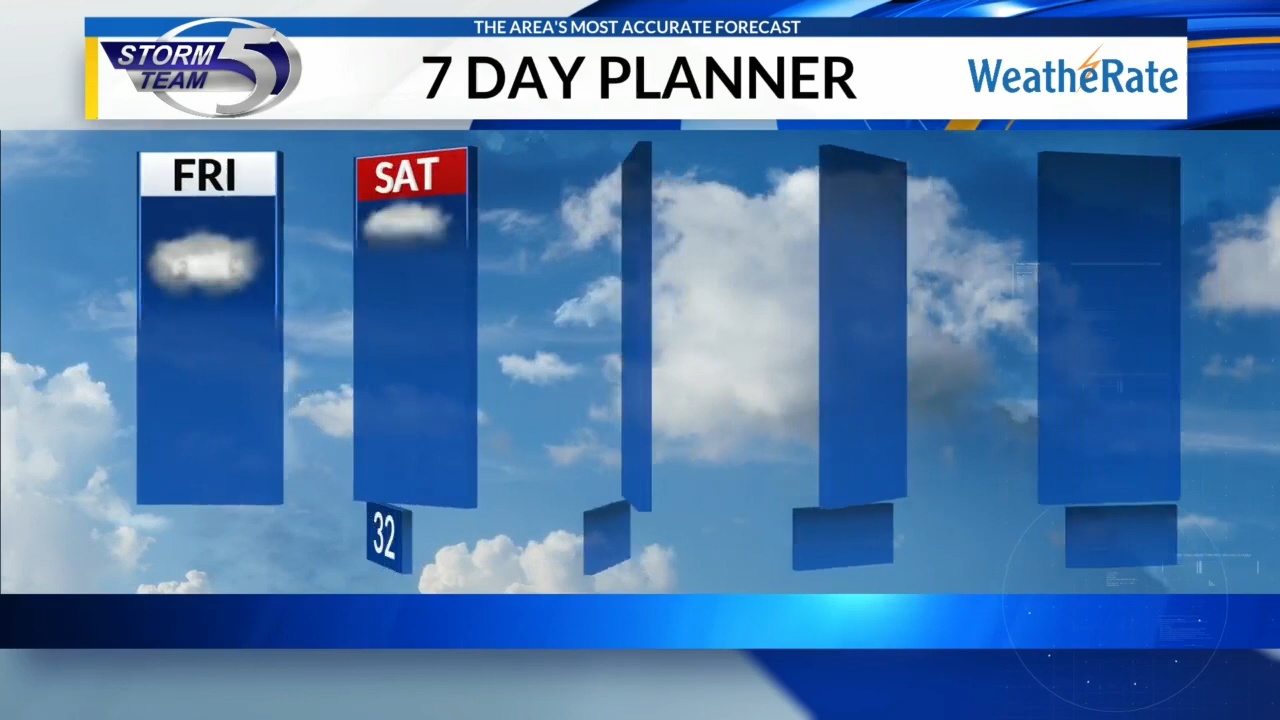 THE AREA'S MOST ACCURATE FORECAST
STORM
TEAM
5
7 DAY PLANNER
WeatheRate
FRI
SAT
32